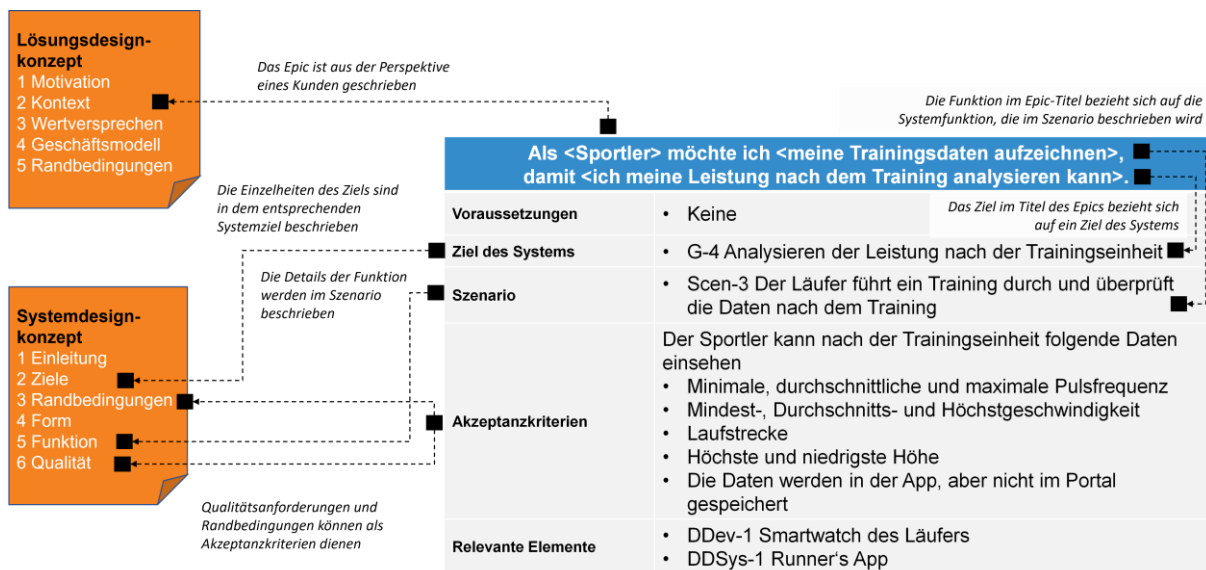 Lösungsdesign-
konzept
1 Motivation
2 Kontext
3 Wertversprechen
4 Geschäftsmodell
5 Randbedingungen
Das Epic ist aus der Perspektive
eines Kunden geschrieben
Die Funktion im Epic-Titel bezieht sich auf die
Systemfunktion, die im Szenario beschrieben wird
Als <Sportler> möchte ich <meine Trainingsdaten aufzeichnen>,
damit <ich meine Leistung nach dem Training analysieren kann>.
Die Einzelheiten des Ziels sind
in dem entsprechenden
Systemziel beschrieben
Voraussetzungen
• Keine
Das Ziel im Titel des Epics bezieht sich
auf ein Ziel des Systems
Ziel des Systems
• G-4 Analysieren der Leistung nach der Trainingseinheit
Die Details der Funktion
werden im Szenario
beschrieben
Szenario
• Scen-3 Der Läufer führt ein Training durch und überprüft
die Daten nach dem Training
Systemdesign-
konzept
1 Einleitung
2 Ziele
3 Randbedingungen
4 Form
5 Funktion
6 Qualität
Akzeptanzkriterien
Der Sportler kann nach der Trainingseinheit folgende Daten
einsehen
• Minimale, durchschnittliche und maximale Pulsfrequenz
• Mindest-, Durchschnitts- und Höchstgeschwindigkeit
• Laufstrecke
• Höchste und niedrigste Höhe
• Die Daten werden in der App, aber nicht im Portal
gespeichert
Qualitätsanforderungen und
Randbedingungen können als
Akzeptanzkriterien dienen
Relevante Elemente
• DDev-1 Smartwatch des Läufers
• DDSys-1 Runner‘s App